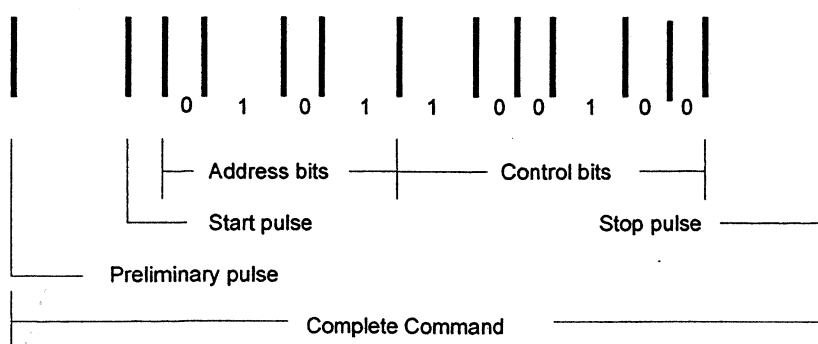 0 1 0 1 1 0 0 1 0 0
Address bits Control bits
Start pulse Stop pulse
Preliminary pulse
Complete Command